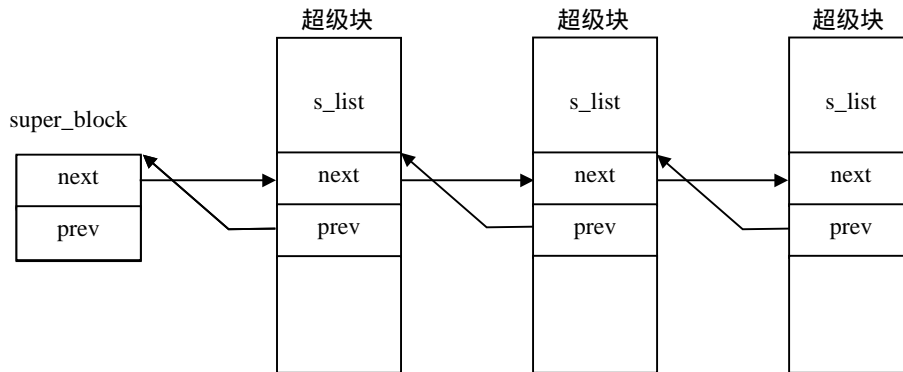 超级块 超级块 超级块
s_list s_list s_list
super_block
next next next next
prev prev prev prev